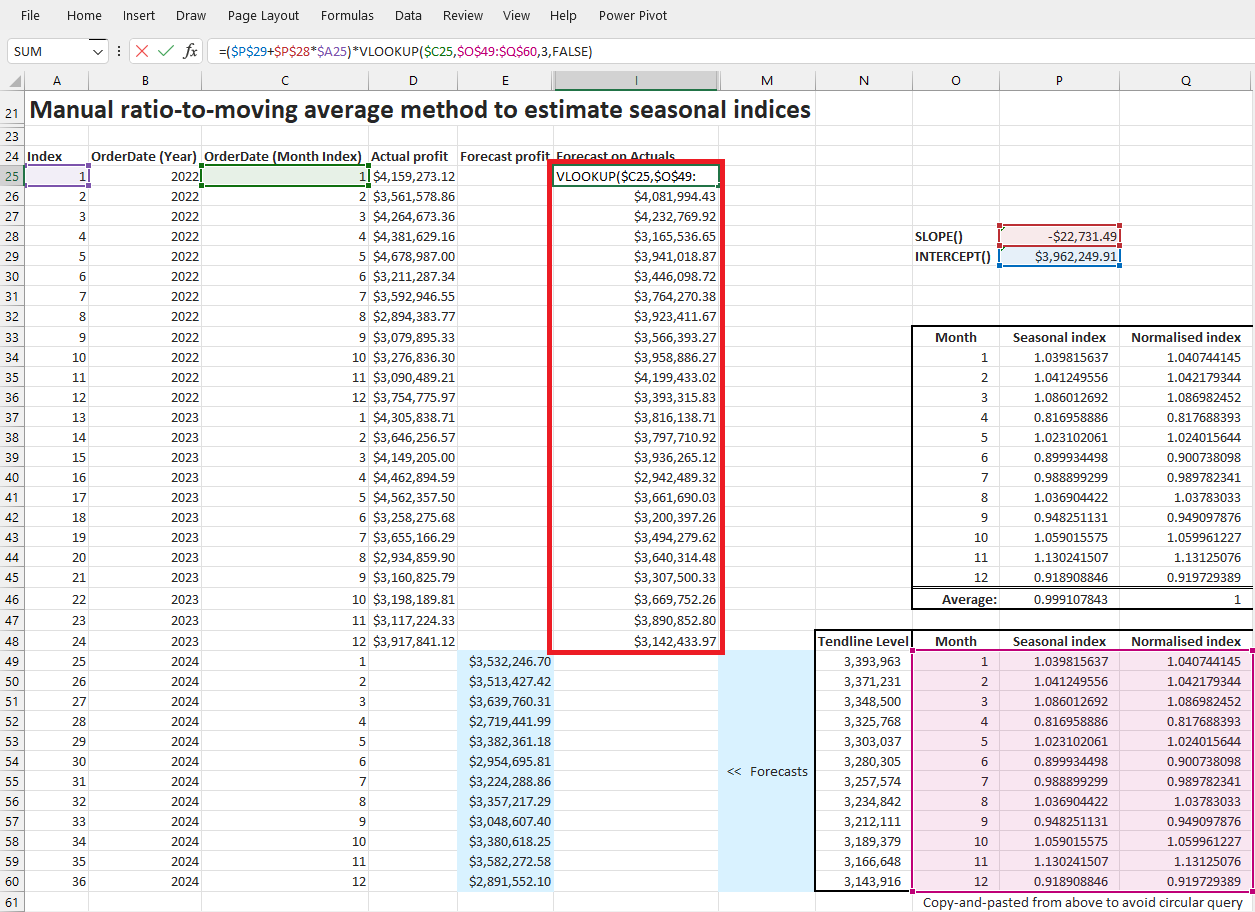 File Home Insert Draw Page Layout Formulas Data Review View Help Power Pivot
SUM fx =($P$29+$P$28*$A25)*VLOOKUP($C25,$O$49:$Q$60,3,FALSE)
A B C D E I M N O P Q
21 Manual ratio-to-moving average method to estimate seasonal indices
23
24 Index OrderDate (Year) OrderDate (Month Index) Actual profit Forecast profit Forecast on Actuals
25 1 2022 1 $4,159,273.12 VLOOKUP($C25,$O$49:
26 2 2022 2 $3,561,578.86 $4,081,994.43
27 3 2022 3 $4,264,673.36 $4,232,769.92
28 4 2022 4 $4,381,629.16 $3,165,536.65 SLOPE() -$22,731.49
29 5 2022 5 $4,678,987.00 $3,941,018.87 INTERCEPT() $3,962,249.91
30 6 2022 6 $3,211,287.34 $3,446,098.72
31 7 2022 7 $3,592,946.55 $3,764,270.38
32 8 2022 8 $2,894,383.77 $3,923,411.67
33 9 2022 9 $3,079,895.33 $3,566,393.27 Month Seasonal index Normalised index
34 10 2022 10 $3,276,836.30 $3,958,886.27 1 1.039815637 1.040744145
35 11 2022 11 $3,090,489.21 $4,199,433.02 2 1.041249556 1.042179344
36 12 2022 12 $3,754,775.97 $3,393,315.83 3 1.086012692 1.086982452
37 13 2023 1 $4,305,838.71 $3,816,138.71 4 0.816958886 0.817688393
38 14 2023 2 $3,646,256.57 $3,797,710.92 5 1.023102061 1.024015644
39 15 2023 3 $4,149,205.00 $3,936,265.12 6 0.899934498 0.900738098
40 16 2023 4 $4,462,894.59 $2,942,489.32 7 0.988899299 0.989782341
41 17 2023 5 $4,562,357.50 $3,661,690.03 8 1.036904422 1.03783033
42 18 2023 6 $3,258,275.68 $3,200,397.26 9 0.948251131 0.949097876
43 19 2023 7 $3,655,166.29 $3,494,279.62 10 1.059015575 1.059961227
44 20 2023 8 $2,934,859.90 $3,640,314.48 11 1.130241507 1.13125076
45 21 2023 9 $3,160,825.79 $3,307,500.33 12 0.918908846 0.919729389
46 22 2023 10 $3,198,189.81 $3,669,752.26 Average: 0.999107843 1
47 23 2023 11 $3,117,224.33 $3,890,852.80
48 24 2023 12 $3,917,841.12 $3,142,433.97 Tendline Level Month Seasonal index Normalised index
49 25 2024 1 $3,532,246.70 3,393,963 1 1.039815637 1.040744145
50 26 2024 2 $3,513,427.42 3,371,231 2 1.041249556 1.042179344
51 27 2024 3 $3,639,760.31 3,348,500 3 1.086012692 1.086982452
52 28 2024 4 $2,719,441.99 3,325,768 4 0.816958886 0.817688393
53 29 2024 5 $3,382,361.18 3,303,037 5 1.023102061 1.024015644
54 30 2024 6 $2,954,695.81 3,280,305 6 0.899934498 0.900738098
55 31 2024 7 $3,224,288.86 << Forecasts 3,257,574 7 0.988899299 0.989782341
56 32 2024 8 $3,357,217.29 3,234,842 8 1.036904422 1.03783033
57 33 2024 9 $3,048,607.40 3,212,111 9 0.948251131 0.949097876
58 34 2024 10 $3,380,618.25 3,189,379 10 1.059015575 1.059961227
59 35 2024 11 $3,582,272.58 3,166,648 11 1.130241507 1.13125076
60 36 2024 12 $2,891,552.10 3,143,916 12 0.918908846 0.919729389
61 Copy-and-pasted from above to avoid circular query